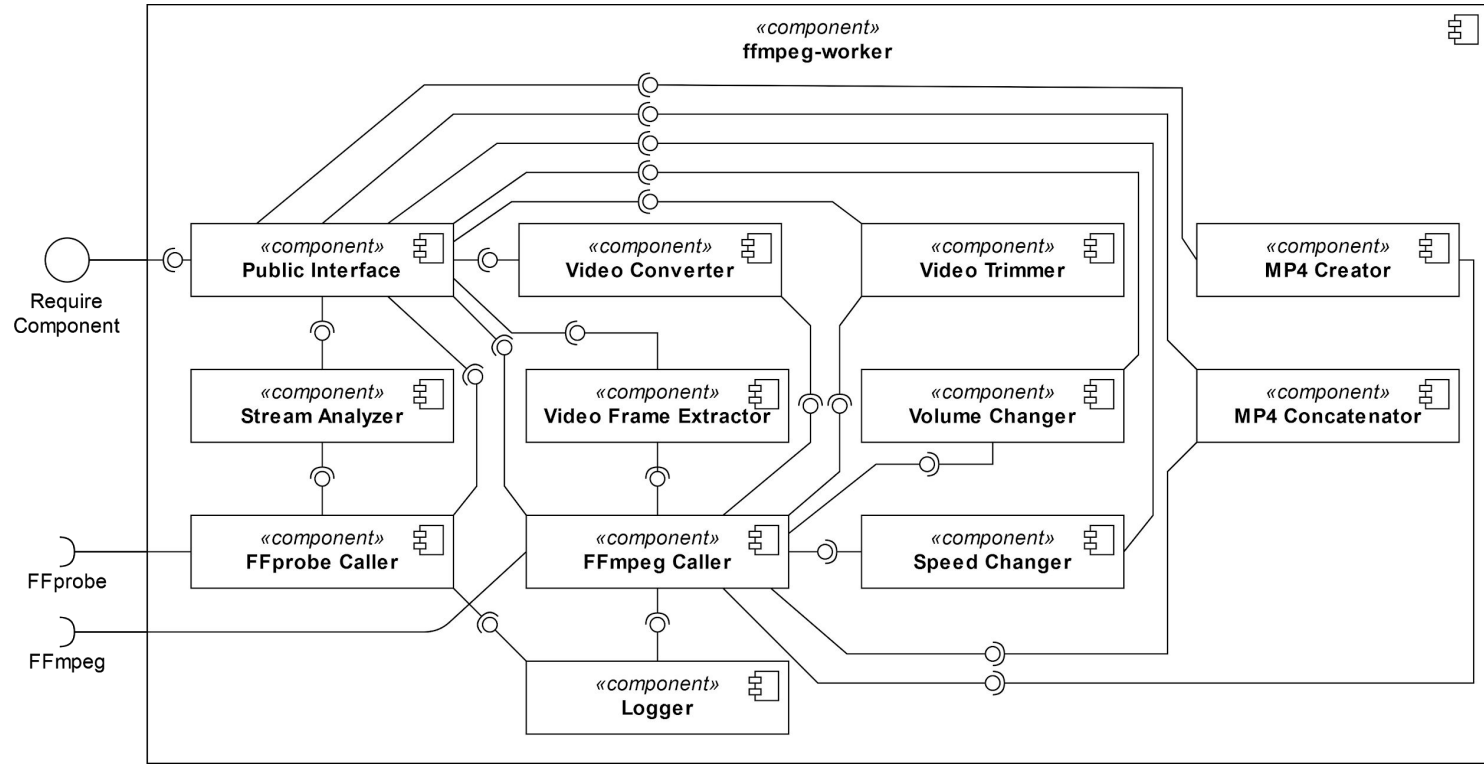 «component»
ffmpeg-worker
«component»
Public Interface
«component»
Video Converter
«component»
Video Trimmer
«component»
MP4 Creator
Require
Component
«component»
Stream Analyzer
«component»
Video Frame Extractor
«component»
Volume Changer
«component»
MP4 Concatenator
«component»
FFprobe Caller
«component»
FFmpeg Caller
«component»
Speed Changer
FFprobe
FFmpeg
«component»
Logger